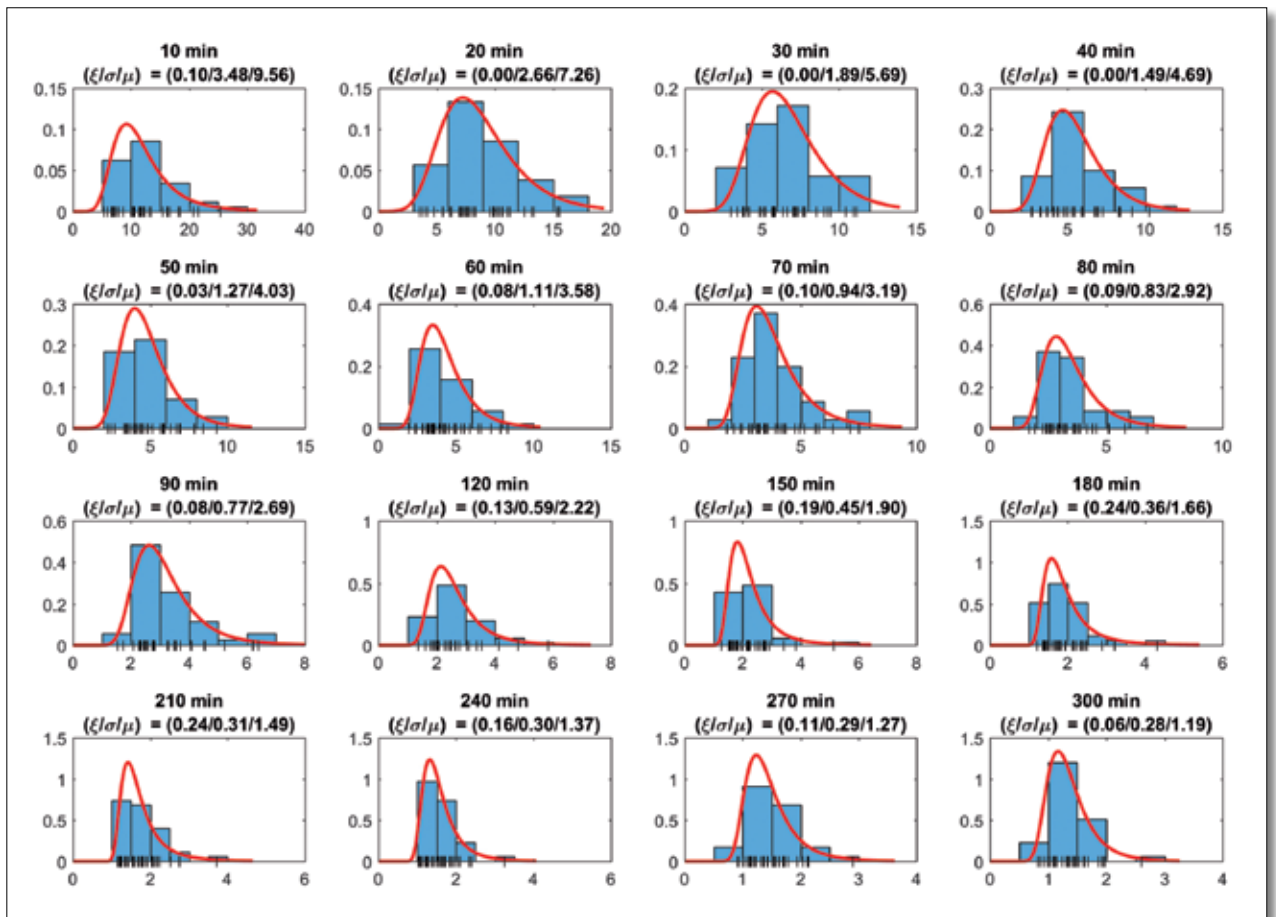 10 min
(ξ/σ/μ) = (0.10/3.48/9.56)
0.15
0.1
0.05
0
0 10 20 30 40
20 min
(ξ/σ/μ) = (0.00/2.66/7.26)
0.15
0.1
0.05
0
0 5 10 15 20
30 min
(ξ/σ/μ) = (0.00/1.89/5.69)
0.2
0.1
0
0 5 10 15
40 min
(ξ/σ/μ) = (0.00/1.49/4.69)
0.3
0.2
0.1
0
0 5 10 15
50 min
(ξ/σ/μ) = (0.03/1.27/4.03)
0.3
0.2
0.1
0
0 5 10 15
60 min
(ξ/σ/μ) = (0.08/1.11/3.58)
0.4
0.2
0
0 5 10 15
70 min
(ξ/σ/μ) = (0.10/0.94/3.19)
0.4
0.2
0
0 5 10
80 min
(ξ/σ/μ) = (0.09/0.83/2.92)
0.6
0.4
0.2
0
0 5 10
90 min
(ξ/σ/μ) = (0.08/0.77/2.69)
0.6
0.4
0.2
0
0 2 4 6 8
120 min
(ξ/σ/μ) = (0.13/0.59/2.22)
1
0.5
0
0 2 4 6 8
150 min
(ξ/σ/μ) = (0.19/0.45/1.90)
1
0.5
0
0 2 4 6 8
180 min
(ξ/σ/μ) = (0.24/0.36/1.66)
1.5
1
0.5
0
0 2 4 6
210 min
(ξ/σ/μ) = (0.24/0.31/1.49)
1.5
1
0.5
0
0 2 4 6
240 min
(ξ/σ/μ) = (0.16/0.30/1.37)
1.5
1
0.5
0
0 1 2 3 4 5
270 min
(ξ/σ/μ) = (0.11/0.29/1.27)
1.5
1
0.5
0
0 1 2 3 4
300 min
(ξ/σ/μ) = (0.06/0.28/1.19)
1.5
1
0.5
0
0 1 2 3 4